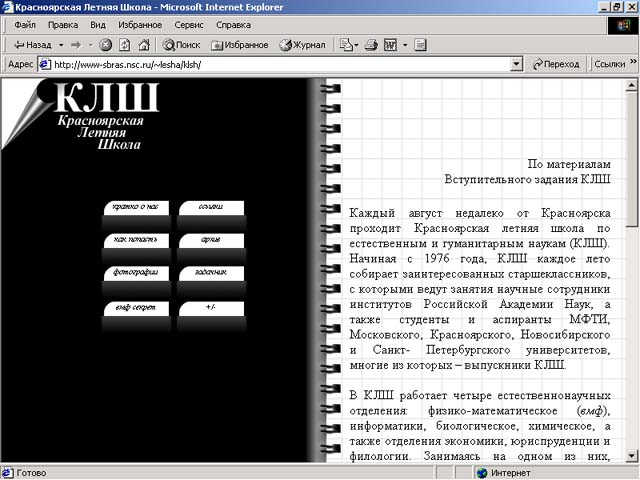 Красноярская Летняя Школа - Microsoft Internet Explorer
Файл Правка Вид Избранное Сервис Справка
Назад Поиск Избранное Журнал
Адрес http://www-sbras.nsc.ru/~lesha/klsh/ Переход Ссылки »
КЛШ
Красноярская
Летняя
Школа
кратко о нас ссылки
как попасть архив
фотографии задачник
вмф секрет +/-
По материалам
Вступительного задания КЛШ
Каждый август недалеко от Красноярска
проходит Красноярская летняя школа по
естественным и гуманитарным наукам (КЛШ).
Начиная с 1976 года, КЛШ каждое лето
собирает заинтересованных старшеклассников,
с которыми ведут занятия научные сотрудники
институтов Российской Академии Наук, а
также студенты и аспиранты МФТИ,
Московского, Красноярского, Новосибирского
и Санкт- Петербургского университетов,
многие из которых – выпускники КЛШ.
В КЛШ работает четыре естественнонаучных
отделения: физико-математическое (вмф),
информатики, биологическое, химическое, а
также отделения экономики, юриспруденции и
филологии. Занимаясь на одном из них,
Готово Интернет